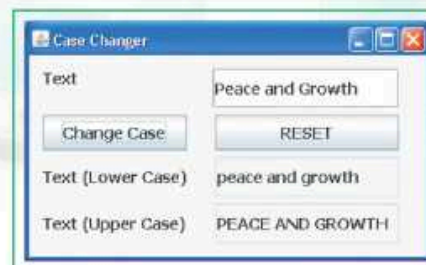 Case Changer
Text Peace and Growth
Change Case RESET
Text (Lower Case) peace and growth
Text (Upper Case) PEACE AND GROWTH